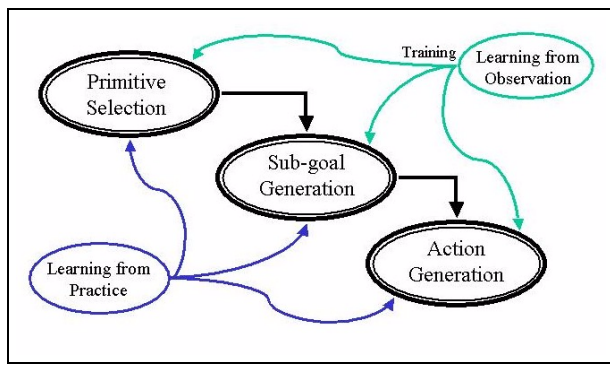 Training
Learning from
Observation
Primitive
Selection
Sub-goal
Generation
Action
Generation
Learning from
Practice